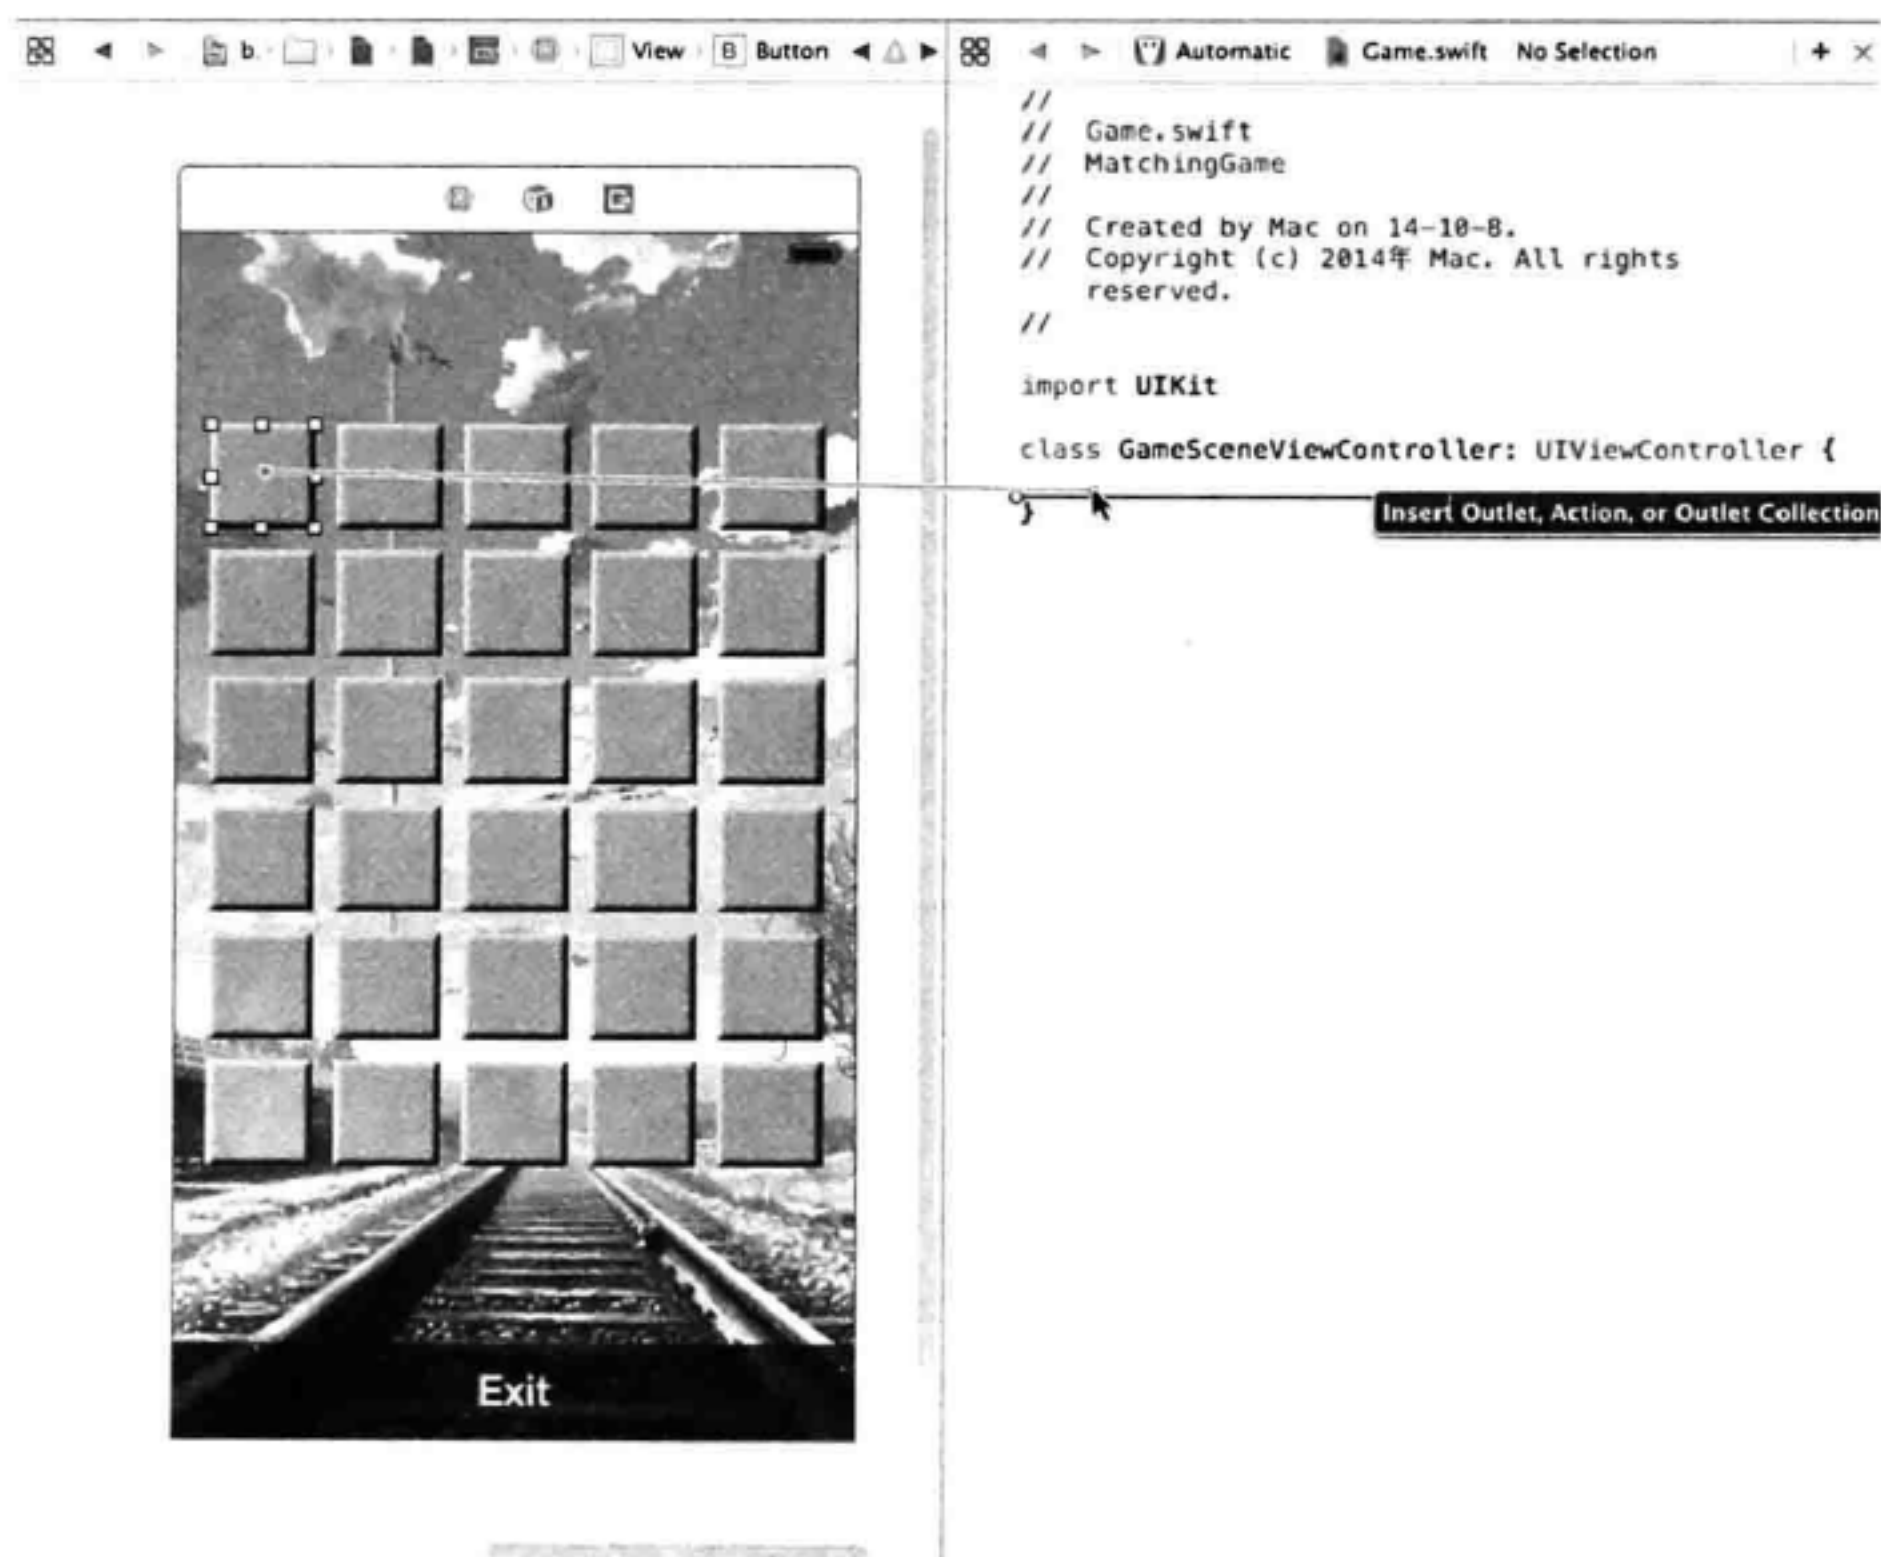 b. View B Button
Automatic Game.swift No Selection + ×
//
// Game.swift
// MatchingGame
//
// Created by Mac on 14-10-8.
// Copyright (c) 2014年 Mac. All rights
reserved.
//
import UIKit
class GameSceneViewController: UIViewController {
}
Insert Outlet, Action, or Outlet Collection
Exit